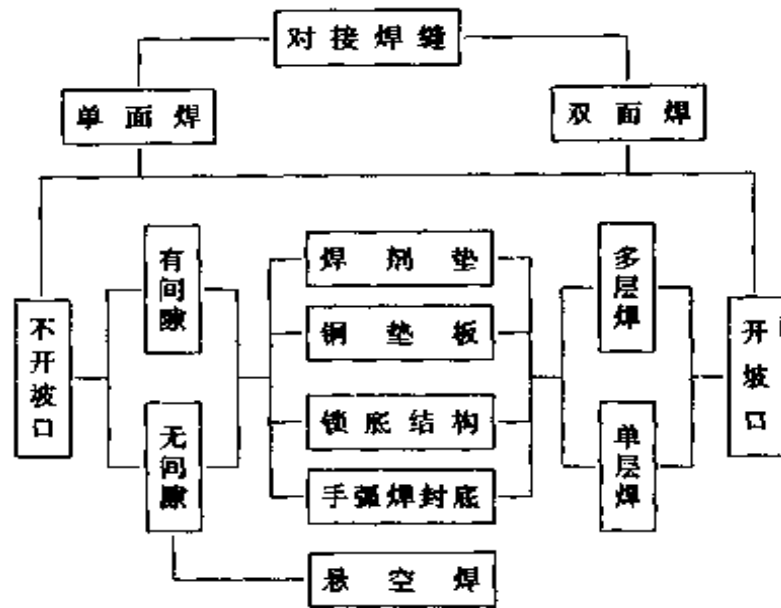 对接焊缝
单面焊
双面焊
有间隙
焊剂垫
多层焊
不开坡口
铜垫板
开坡口
锁底结构
无间隙
单层焊
手弧焊封底
悬空焊